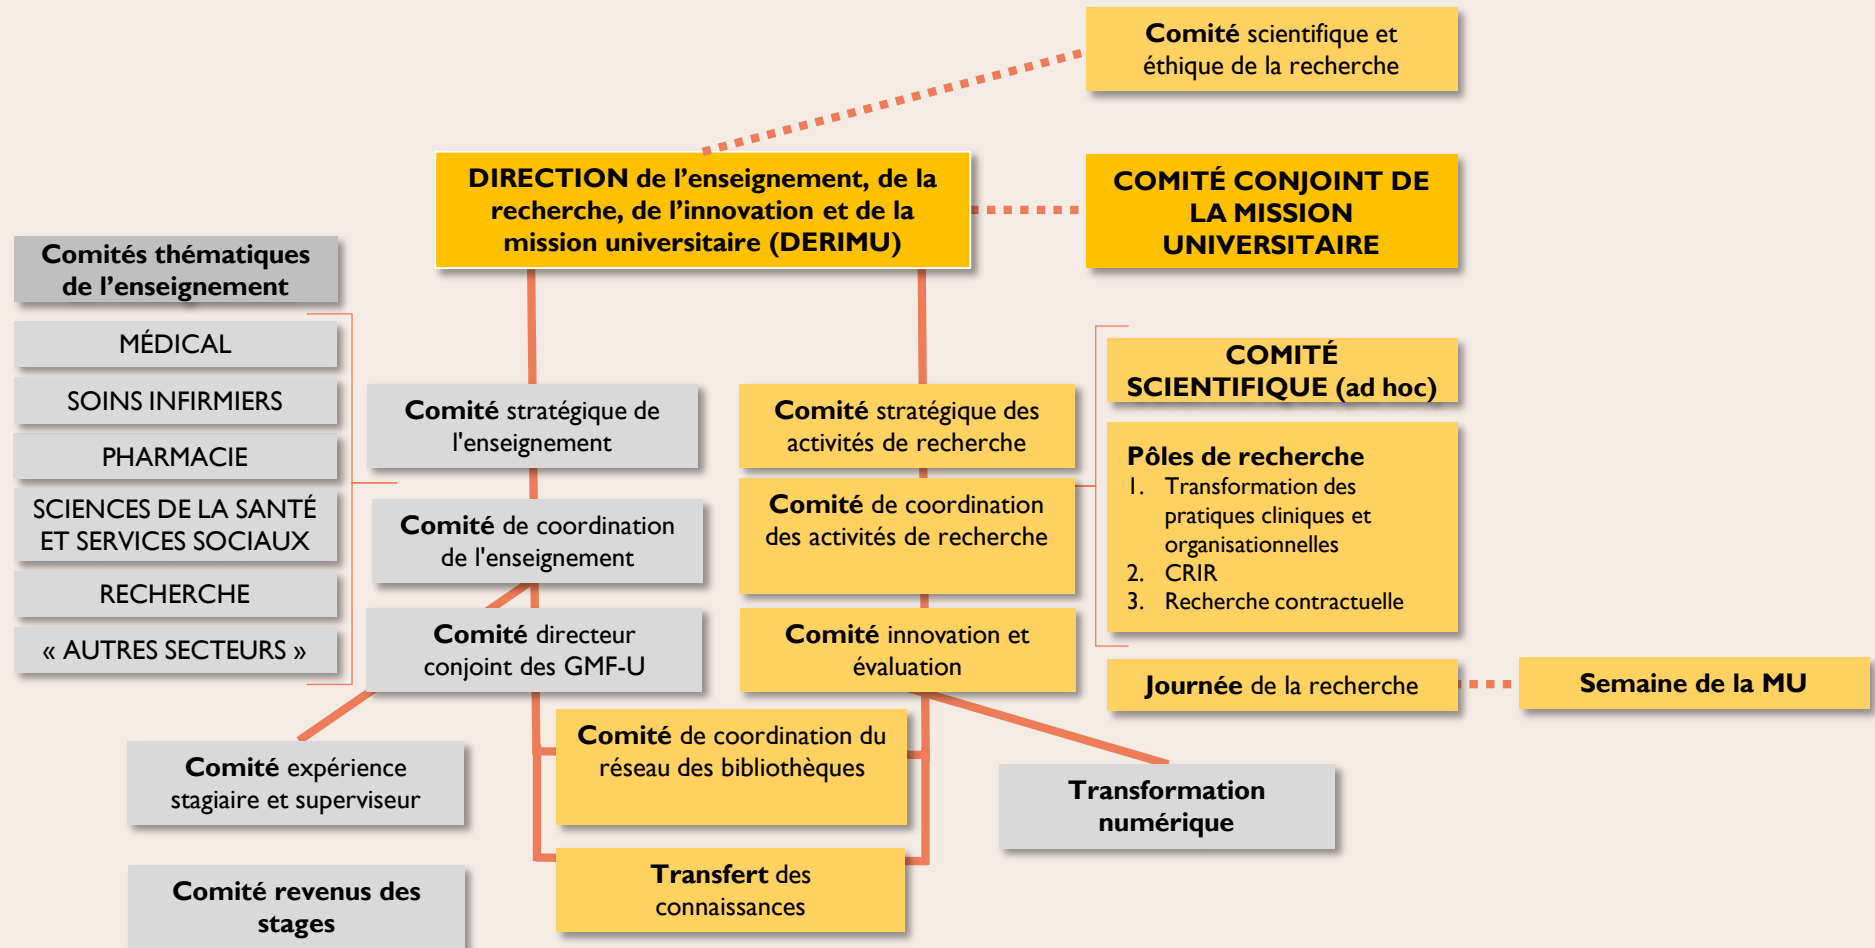 Comité scientifique et
éthique de la recherche
DIRECTION de l’enseignement, de la
recherche, de l’innovation et de la
mission universitaire (DERIMU)
COMITÉ CONJOINT DE
LA MISSION
UNIVERSITAIRE
Comités thématiques
de l’enseignement
MÉDICAL
SOINS INFIRMIERS
PHARMACIE
SCIENCES DE LA SANTÉ
ET SERVICES SOCIAUX
RECHERCHE
« AUTRES SECTEURS »
Comité stratégique de
l'enseignement
Comité de coordination
de l'enseignement
Comité directeur
conjoint des GMF-U
Comité expérience
stagiaire et superviseur
Comité revenus des
stages
Comité stratégique des
activités de recherche
Comité de coordination
des activités de recherche
Comité innovation et
évaluation
Comité de coordination du
réseau des bibliothèques
Transfert des
connaissances
COMITÉ
SCIENTIFIQUE (ad hoc)
Pôles de recherche
1. Transformation des
pratiques cliniques et
organisationnelles
2. CRIR
3. Recherche contractuelle
Journée de la recherche
Semaine de la MU
Transformation
numérique